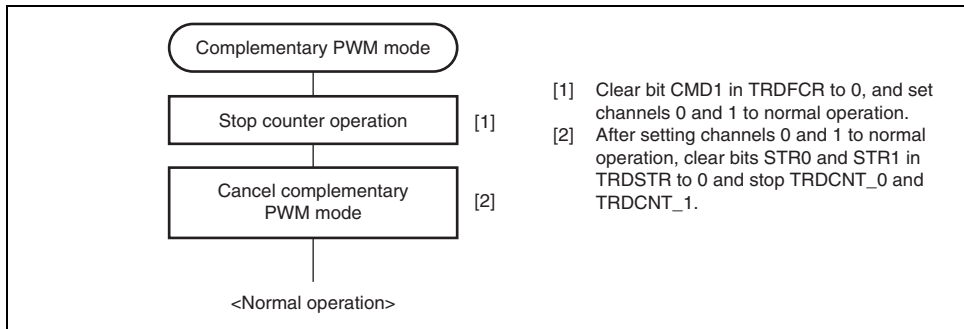 Complementary PWM mode
Stop counter operation
[1]
Cancel complementary
PWM mode
[2]
<Normal operation>
[1] Clear bit CMD1 in TRDFCR to 0, and set
channels 0 and 1 to normal operation.
[2] After setting channels 0 and 1 to normal
operation, clear bits STR0 and STR1 in
TRDSTR to 0 and stop TRDCNT_0 and
TRDCNT_1.